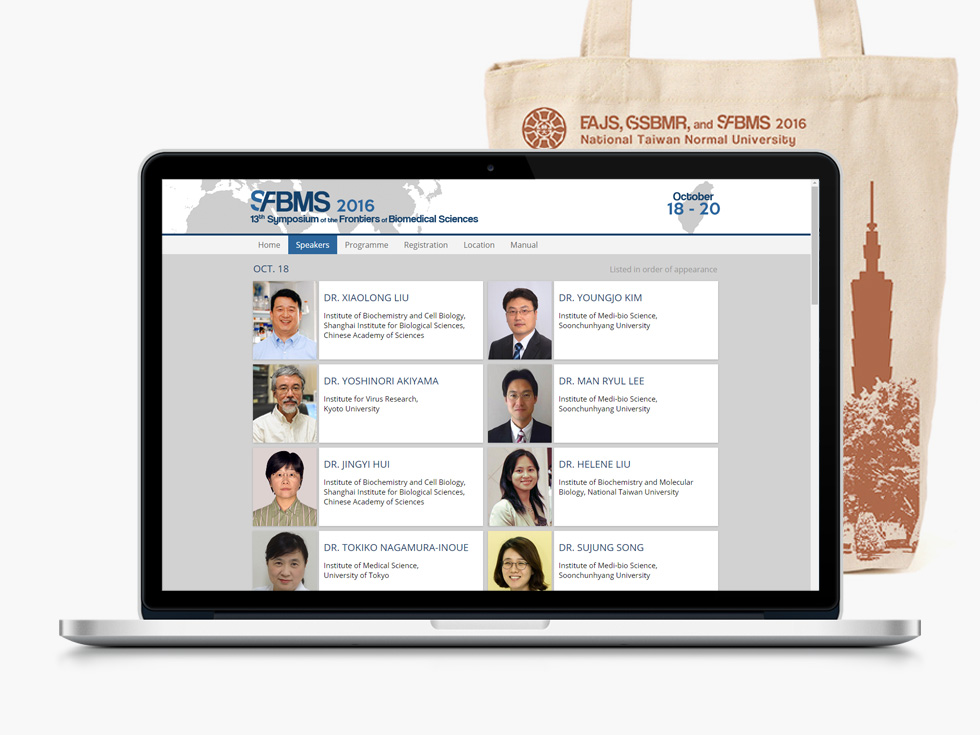 EAJS, GSBMR, and SFBMS 2016
National Taiwan Normal University
SFBMS 2016
13th Symposium of the Frontiers of Biomedical Sciences
October
18 - 20
Home Speakers Programme Registration Location Manual
OCT. 18
Listed in order of appearance
DR. XIAOLONG LIU
Institute of Biochemistry and Cell Biology,
Shanghai Institute for Biological Sciences,
Chinese Academy of Sciences
DR. YOUNGJO KIM
Institute of Medi-bio Science,
Soonchunhyang University
DR. YOSHINORI AKIYAMA
Institute for Virus Research,
Kyoto University
DR. MAN RYUL LEE
Institute of Medi-bio Science,
Soonchunhyang University
DR. JINGYI HUI
Institute of Biochemistry and Cell Biology,
Shanghai Institute for Biological Sciences,
Chinese Academy of Sciences
DR. HELENE LIU
Institute of Biochemistry and Molecular
Biology, National Taiwan University
DR. TOKIKO NAGAMURA-INOUE
Institute of Medical Science,
University of Tokyo
DR. SUJUNG SONG
Institute of Medi-bio Science,
Soonchunhyang University